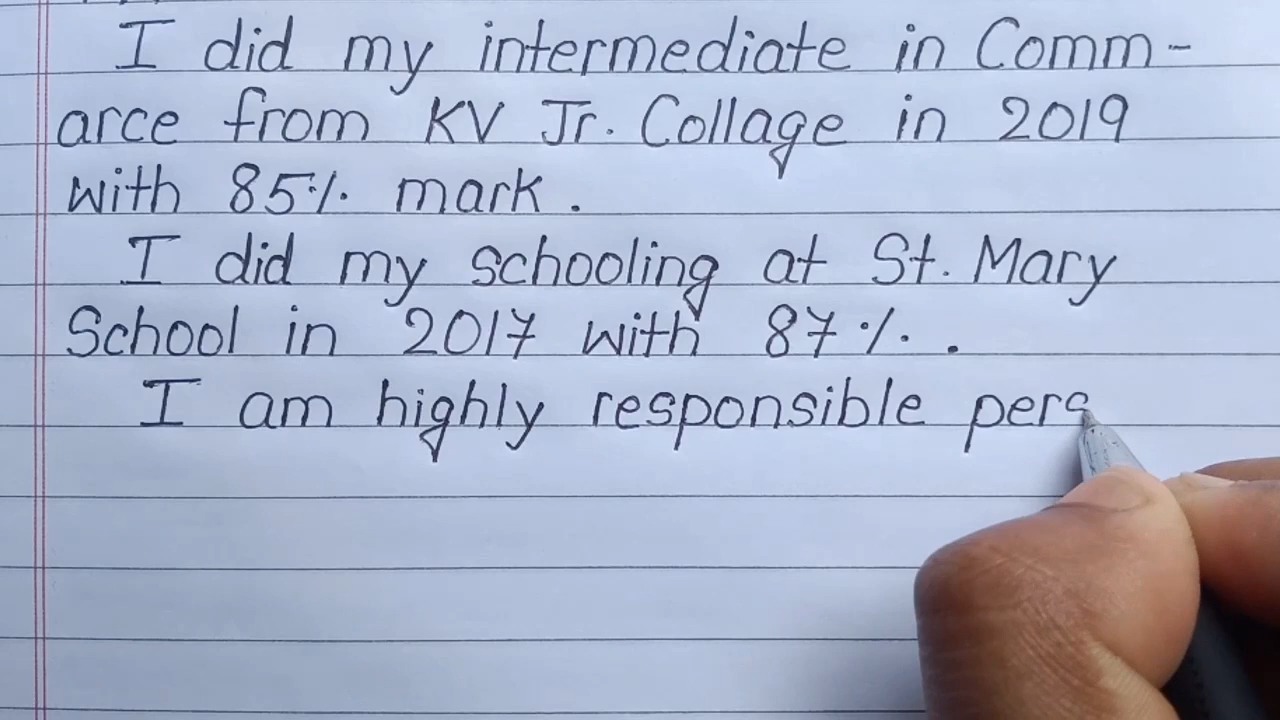 I did my intermediate in Comm-
arce from KV Jr. Collage in 2019
with 85% mark.
I did my schooling at St. Mary
School in 2017 with 87%.
I am highly responsible pers